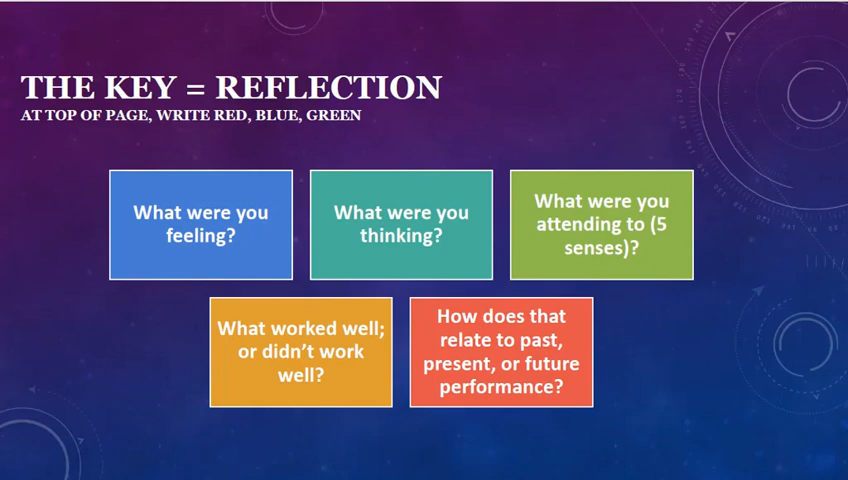 THE KEY = REFLECTION
AT TOP OF PAGE, WRITE RED, BLUE, GREEN
What were you
feeling?
What were you
thinking?
What were you
attending to (5
senses)?
What worked well;
or didn't work
well?
How does that
relate to past,
present, or future
performance?